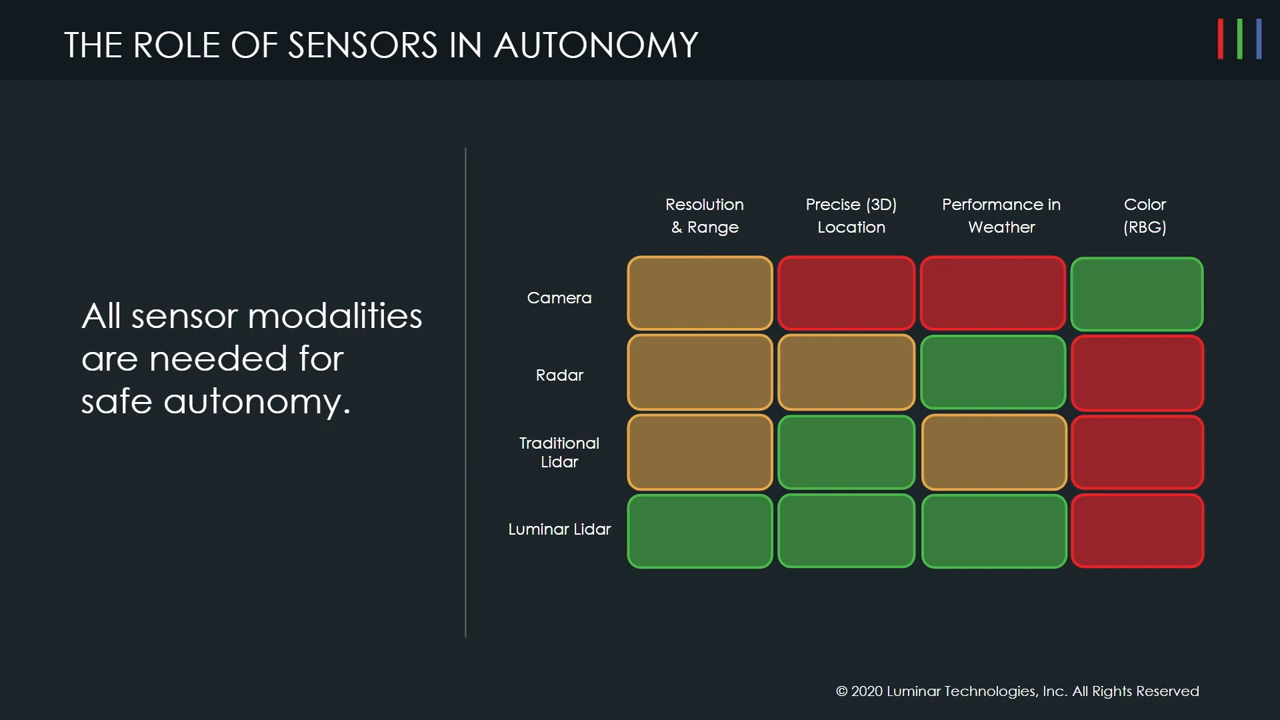 THE ROLE OF SENSORS IN AUTONOMY
All sensor modalities
are needed for
safe autonomy.
Resolution
& Range
Precise (3D)
Location
Performance in
Weather
Color
(RBG)
Camera
Radar
Traditional
Lidar
Luminar Lidar
© 2020 Luminar Technologies, Inc. All Rights Reserved